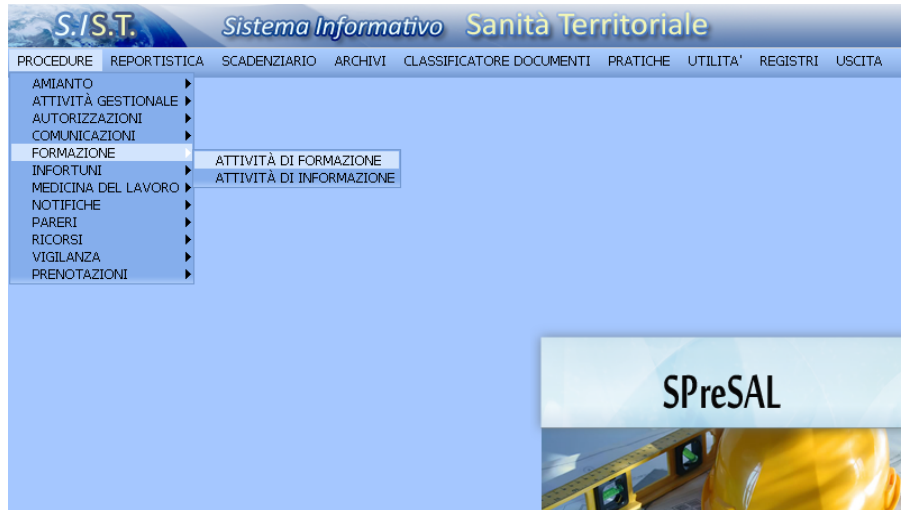 S.I.S.T. Sistema Informativo Sanità Territoriale
PROCEDURE REPORTISTICA SCADENZIARIO ARCHIVI CLASSIFICATORE DOCUMENTI PRATICHE UTILITA' REGISTRI USCITA
AMIANTO
ATTIVITÀ GESTIONALE
AUTORIZZAZIONI
COMUNICAZIONI
FORMAZIONE
ATTIVITÀ DI FORMAZIONE
ATTIVITÀ DI INFORMAZIONE
INFORTUNI
MEDICINA DEL LAVORO
NOTIFICHE
PARERI
RICORSI
VIGILANZA
PRENOTAZIONI
SPreSAL